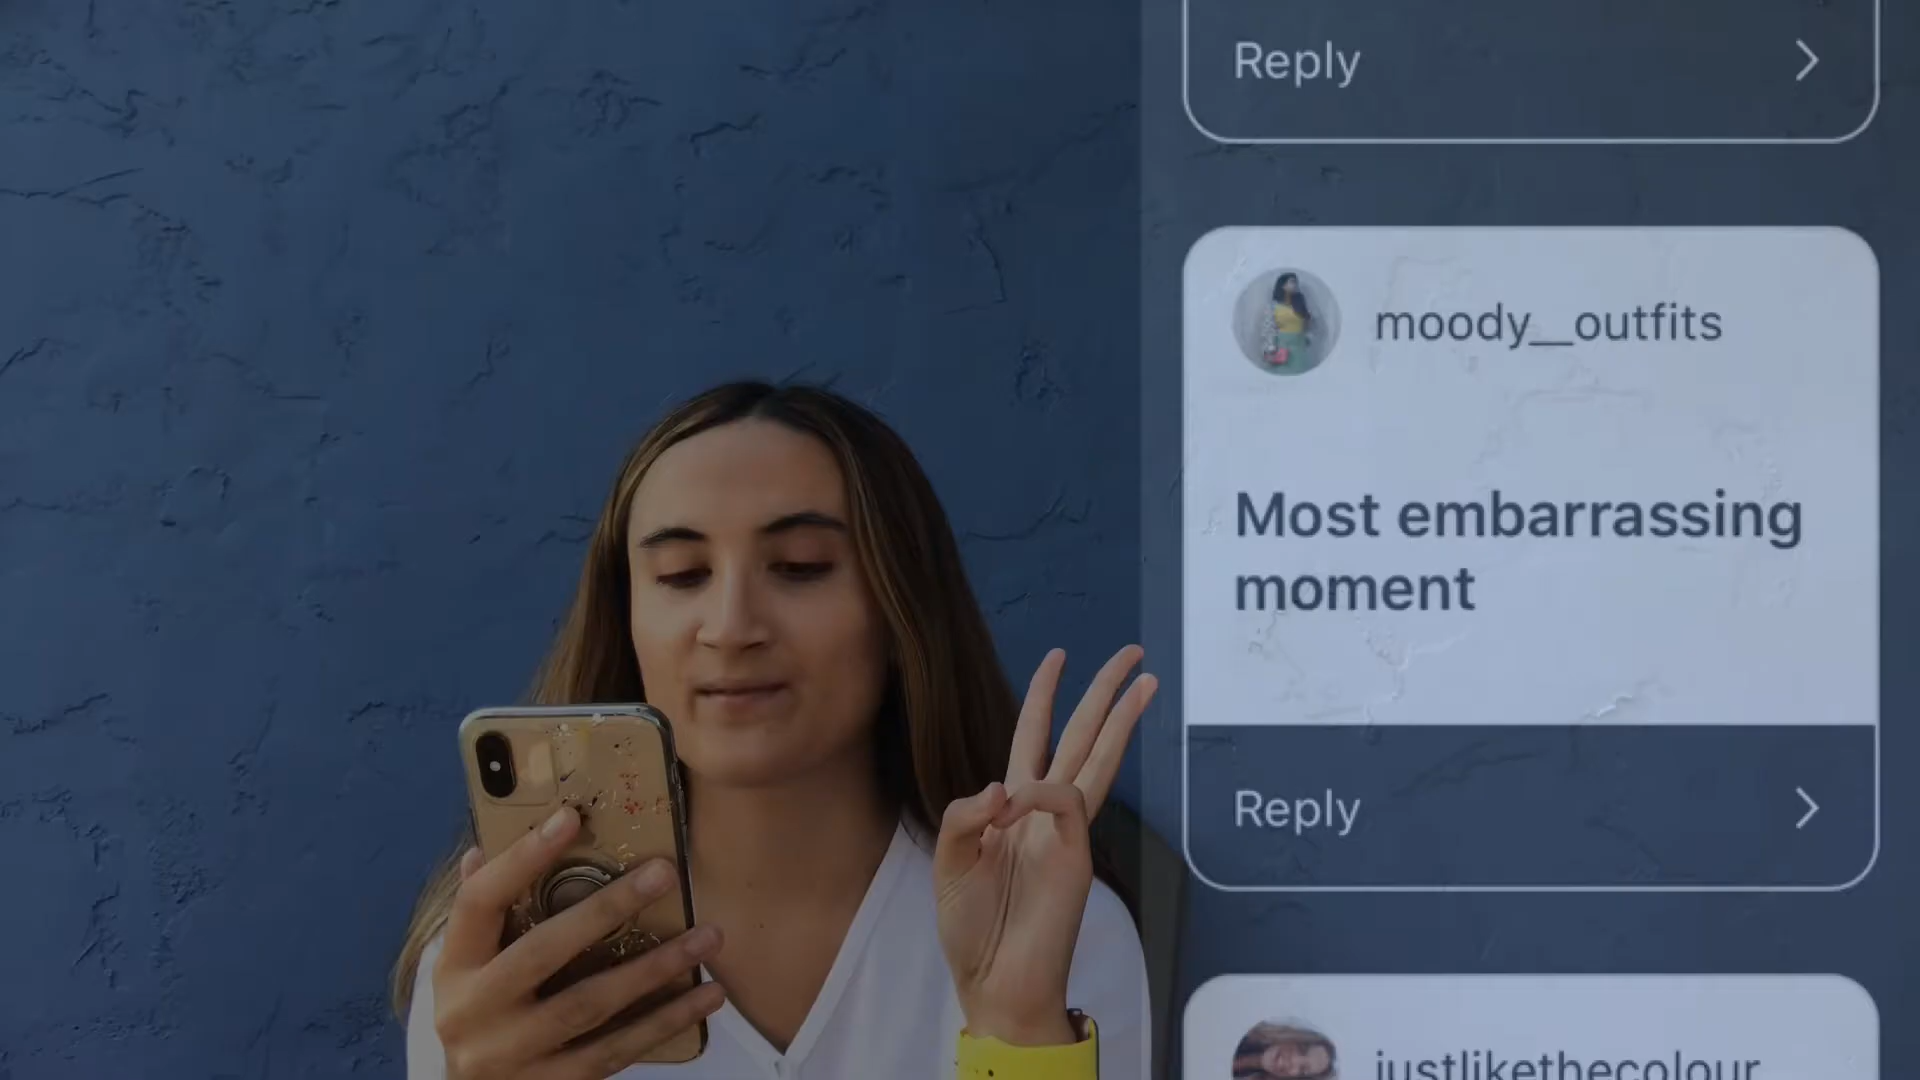 Reply
moody__outfits
Most embarrassing
moment
Reply
justlikethecolour